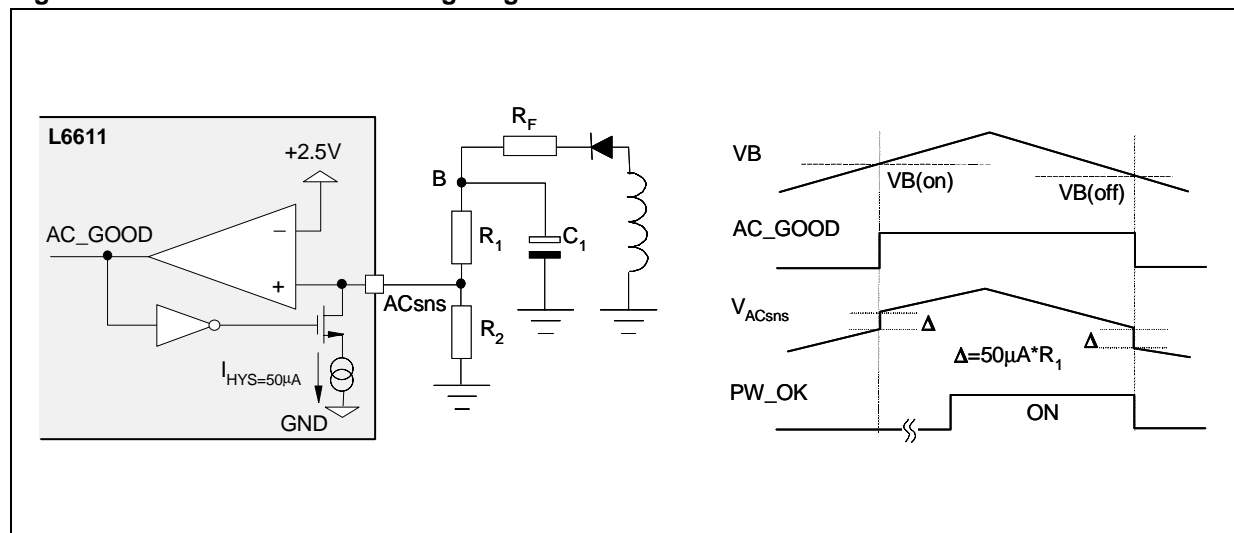 L6611
+2.5V
AC_GOOD
−
+
ACsns
I_HYS=50µA
GND
B
R_F
R_1
C_1
R_2
VB
VB(on)
VB(off)
AC_GOOD
V_ACsns
Δ
Δ
Δ=50µA*R_1
PW_OK
ON